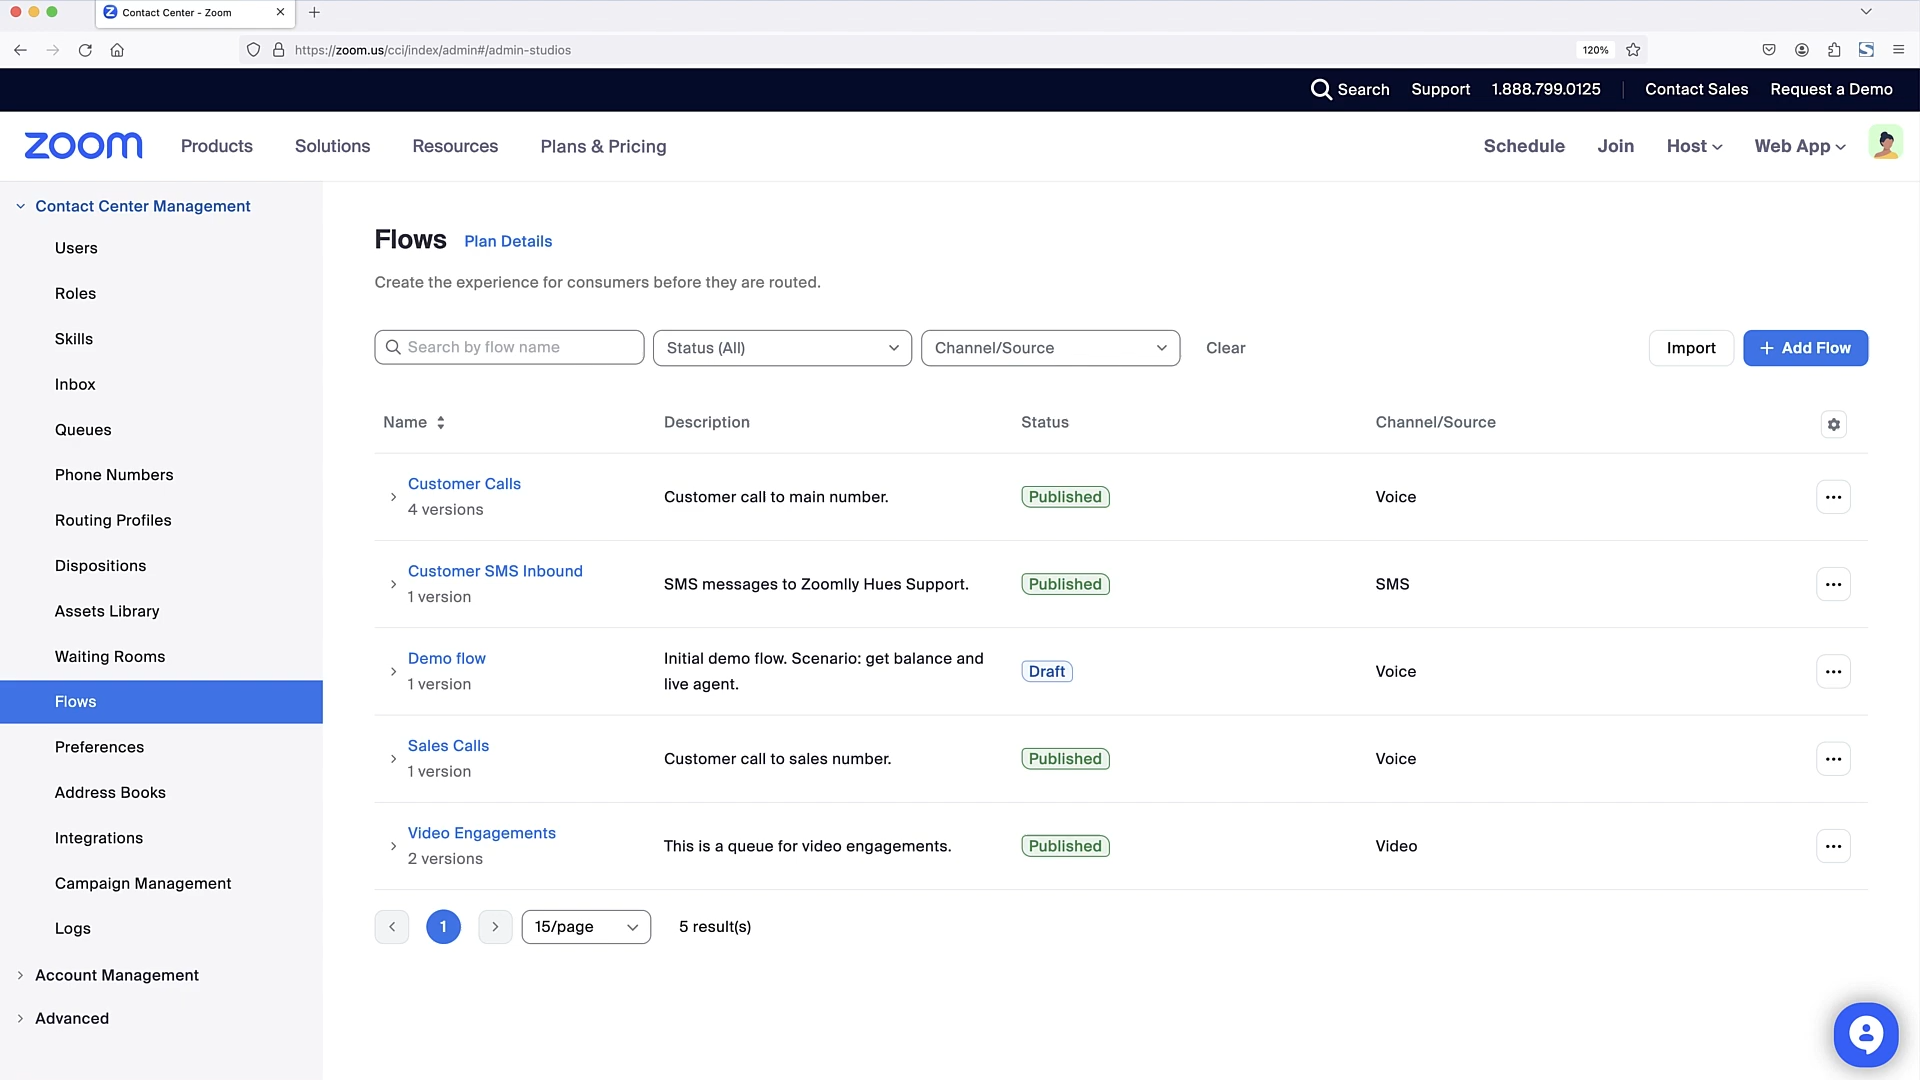 Contact Center - Zoom
https://zoom.us/cci/index/admin#/admin-studios
120%
Search
Support
1.888.799.0125
Contact Sales
Request a Demo
zoom
Products
Solutions
Resources
Plans & Pricing
Schedule
Join
Host
Web App
Contact Center Management
Users
Roles
Skills
Inbox
Queues
Phone Numbers
Routing Profiles
Dispositions
Assets Library
Waiting Rooms
Flows
Preferences
Address Books
Integrations
Campaign Management
Logs
Account Management
Advanced
Flows
Plan Details
Create the experience for consumers before they are routed.
Search by flow name
Status (All)
Channel/Source
Clear
Import
+ Add Flow
Name
Description
Status
Channel/Source
Customer Calls
4 versions
Customer call to main number.
Published
Voice
Customer SMS Inbound
1 version
SMS messages to Zoomlly Hues Support.
Published
SMS
Demo flow
1 version
Initial demo flow. Scenario: get balance and
live agent.
Draft
Voice
Sales Calls
1 version
Customer call to sales number.
Published
Voice
Video Engagements
2 versions
This is a queue for video engagements.
Published
Video
1
15/page
5 result(s)